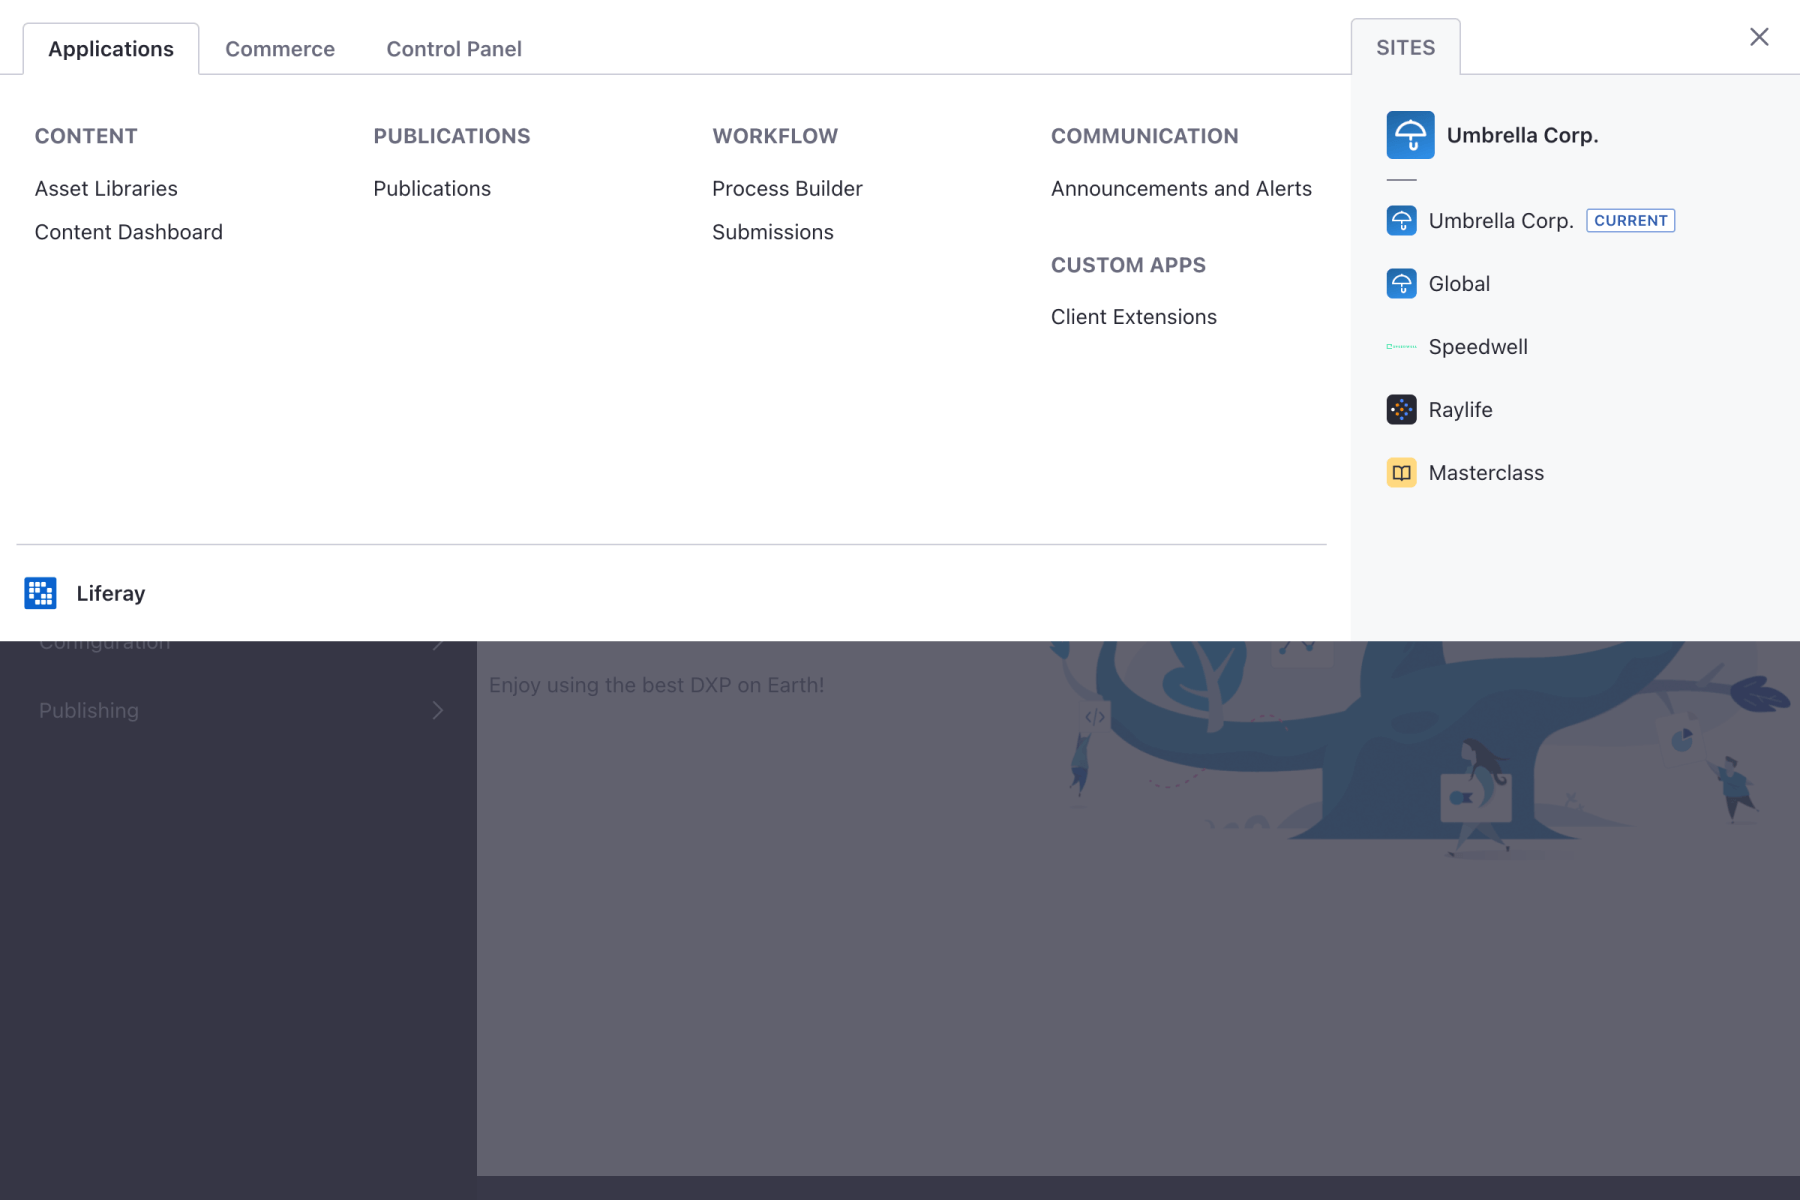 Applications
Commerce
Control Panel
SITES
CONTENT
Asset Libraries
Content Dashboard
PUBLICATIONS
Publications
WORKFLOW
Process Builder
Submissions
COMMUNICATION
Announcements and Alerts
CUSTOM APPS
Client Extensions
Umbrella Corp.
Umbrella Corp. CURRENT
Global
Speedwell
Raylife
Masterclass
Liferay
Configuration
Publishing
Enjoy using the best DXP on Earth!